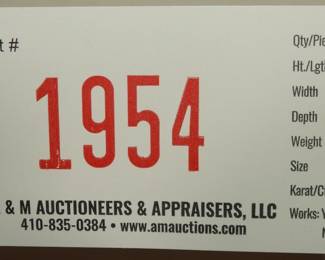 t #
1954
& M AUCTIONEERS & APPRAISERS, LLC
410-835-0384 • www.amauctions.com
Qty/Pie
Ht./Lgt
Width
Depth
Weight
Size
Karat/C
Works: